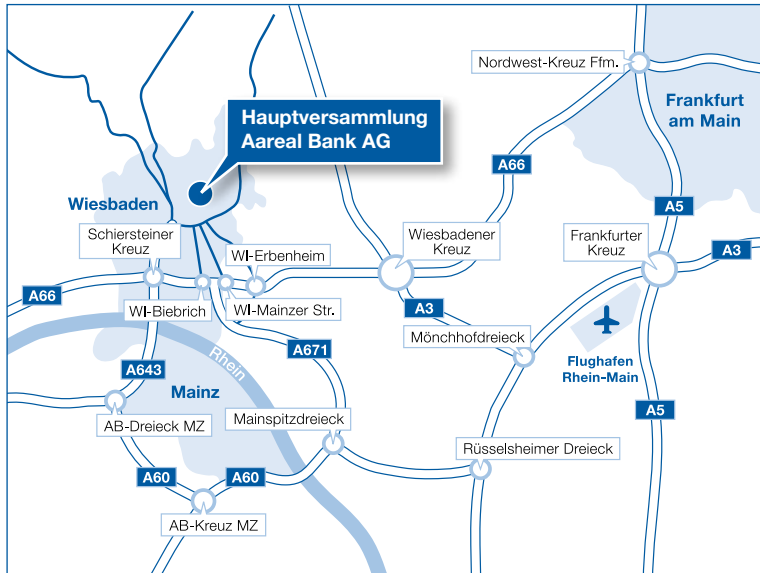 Nordwest-Kreuz Ffm.
Frankfurt
am Main
Hauptversammlung
Aareal Bank AG
A66
Wiesbaden
A5
Schiersteiner
Kreuz
WI-Erbenheim
Wiesbadener
Kreuz
Frankfurter
Kreuz
A3
A66
WI-Biebrich
WI-Mainzer Str.
A3
Mönchhofdreieck
Rhein
A671
Flughafen
Rhein-Main
A643
Mainz
A5
AB-Dreieck MZ
Mainspitzdreieck
Rüsselsheimer Dreieck
A60
A60
AB-Kreuz MZ